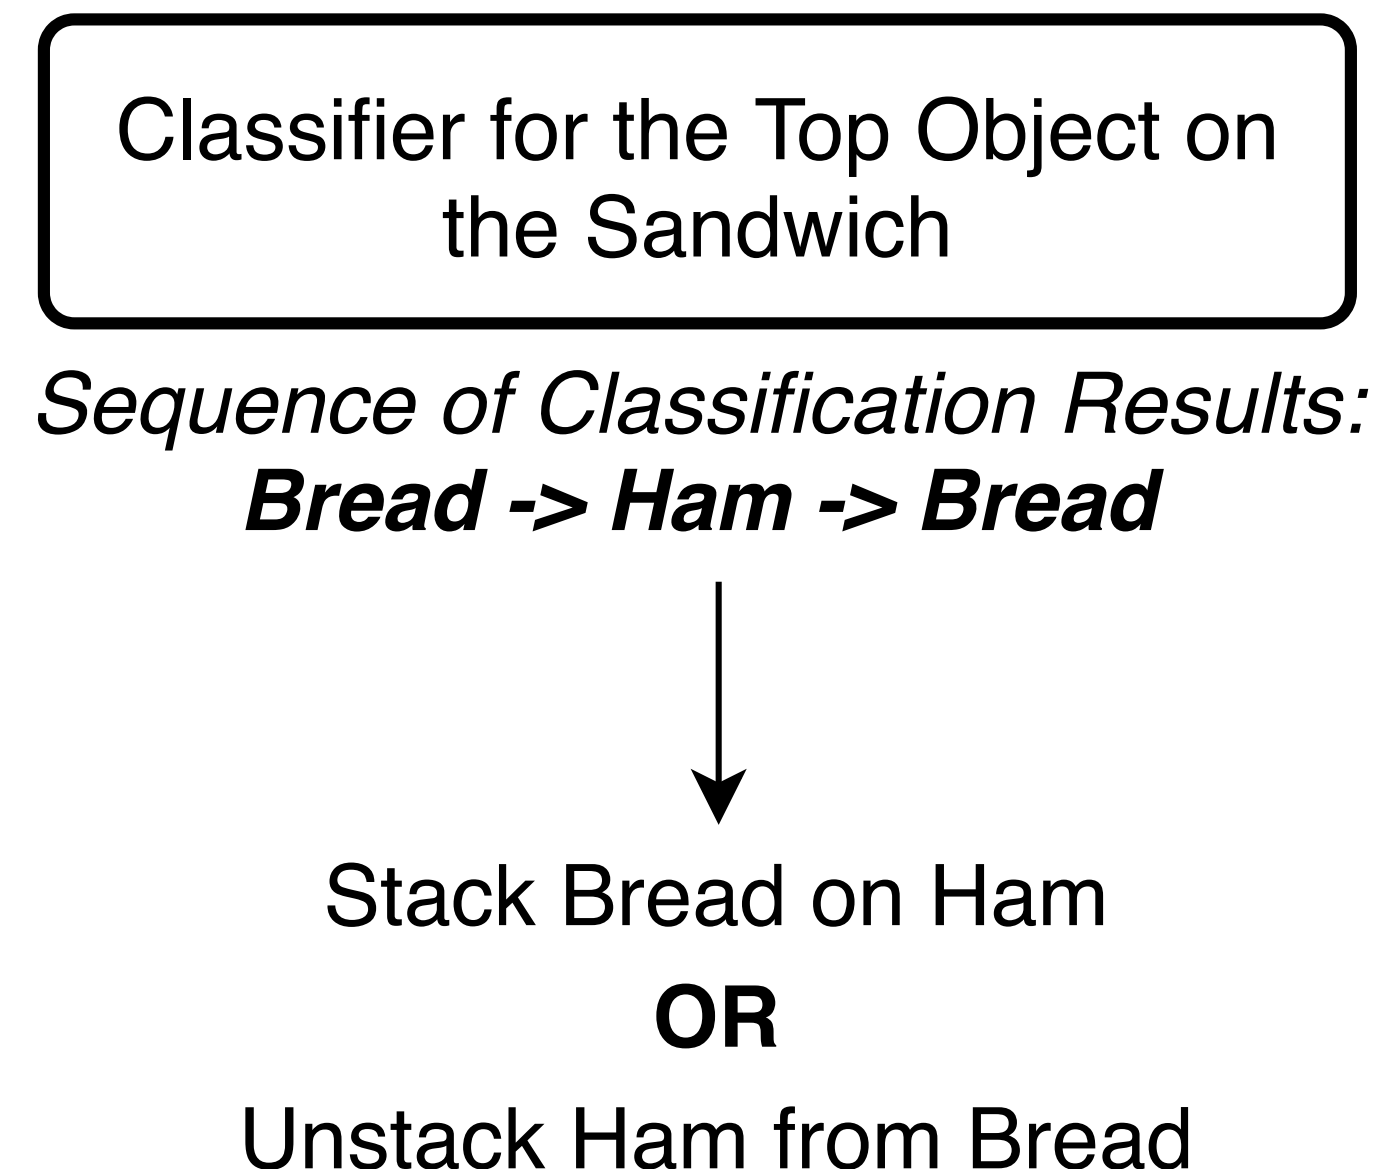 Classifier for the Top Object on
the Sandwich
Sequence of Classification Results:
Bread -> Ham -> Bread
Stack Bread on Ham
OR
Unstack Ham from Bread